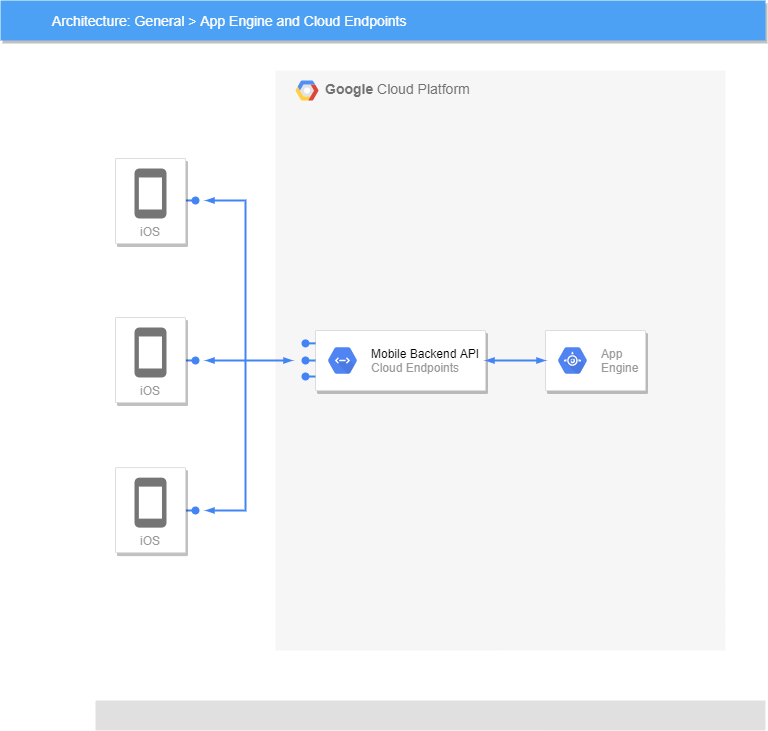 Architecture: General > App Engine and Cloud Endpoints
Google Cloud Platform
iOS
iOS
Mobile Backend API
Cloud Endpoints
App
Engine
iOS